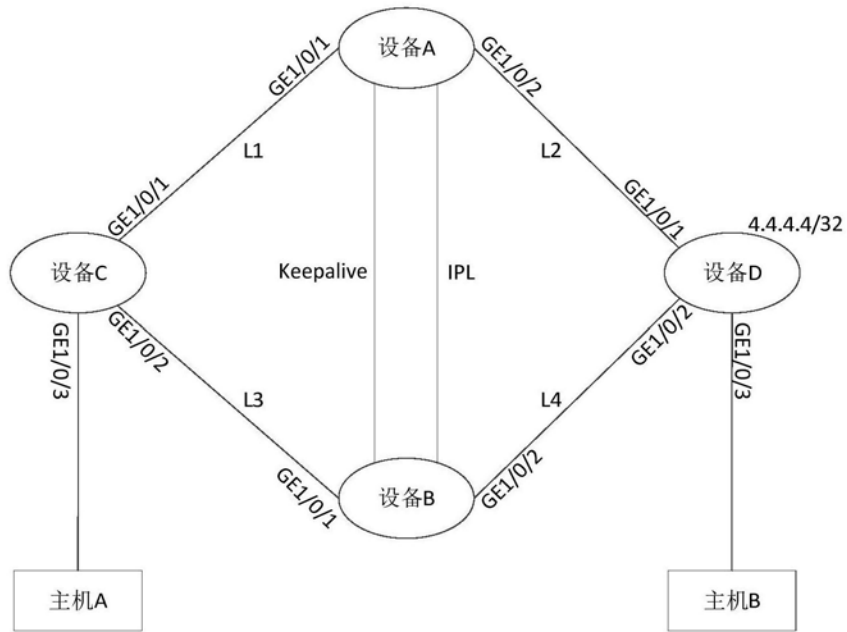 设备A
GE1/0/1
GE1/0/2
L1
L2
GE1/0/1
GE1/0/1
4.4.4.4/32
设备C
Keepalive
IPL
设备D
GE1/0/3
GE1/0/2
GE1/0/2
GE1/0/3
L3
L4
GE1/0/1
设备B
GE1/0/2
主机A
主机B